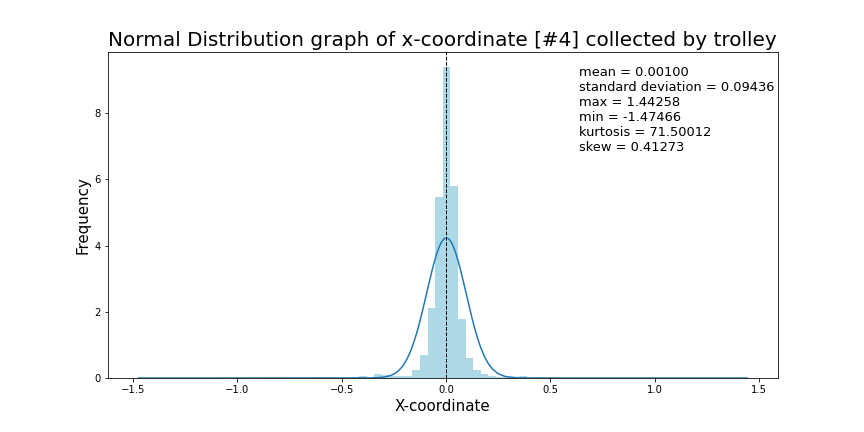 Normal Distribution graph of x-coordinate [#4] collected by trolley
mean = 0.00100
standard deviation = 0.09436
max = 1.44258
min = -1.47466
kurtosis = 71.50012
skew = 0.41273
Frequency
8
6
4
2
0
−1.5 −1.0 −0.5 0.0 0.5 1.0 1.5
X-coordinate